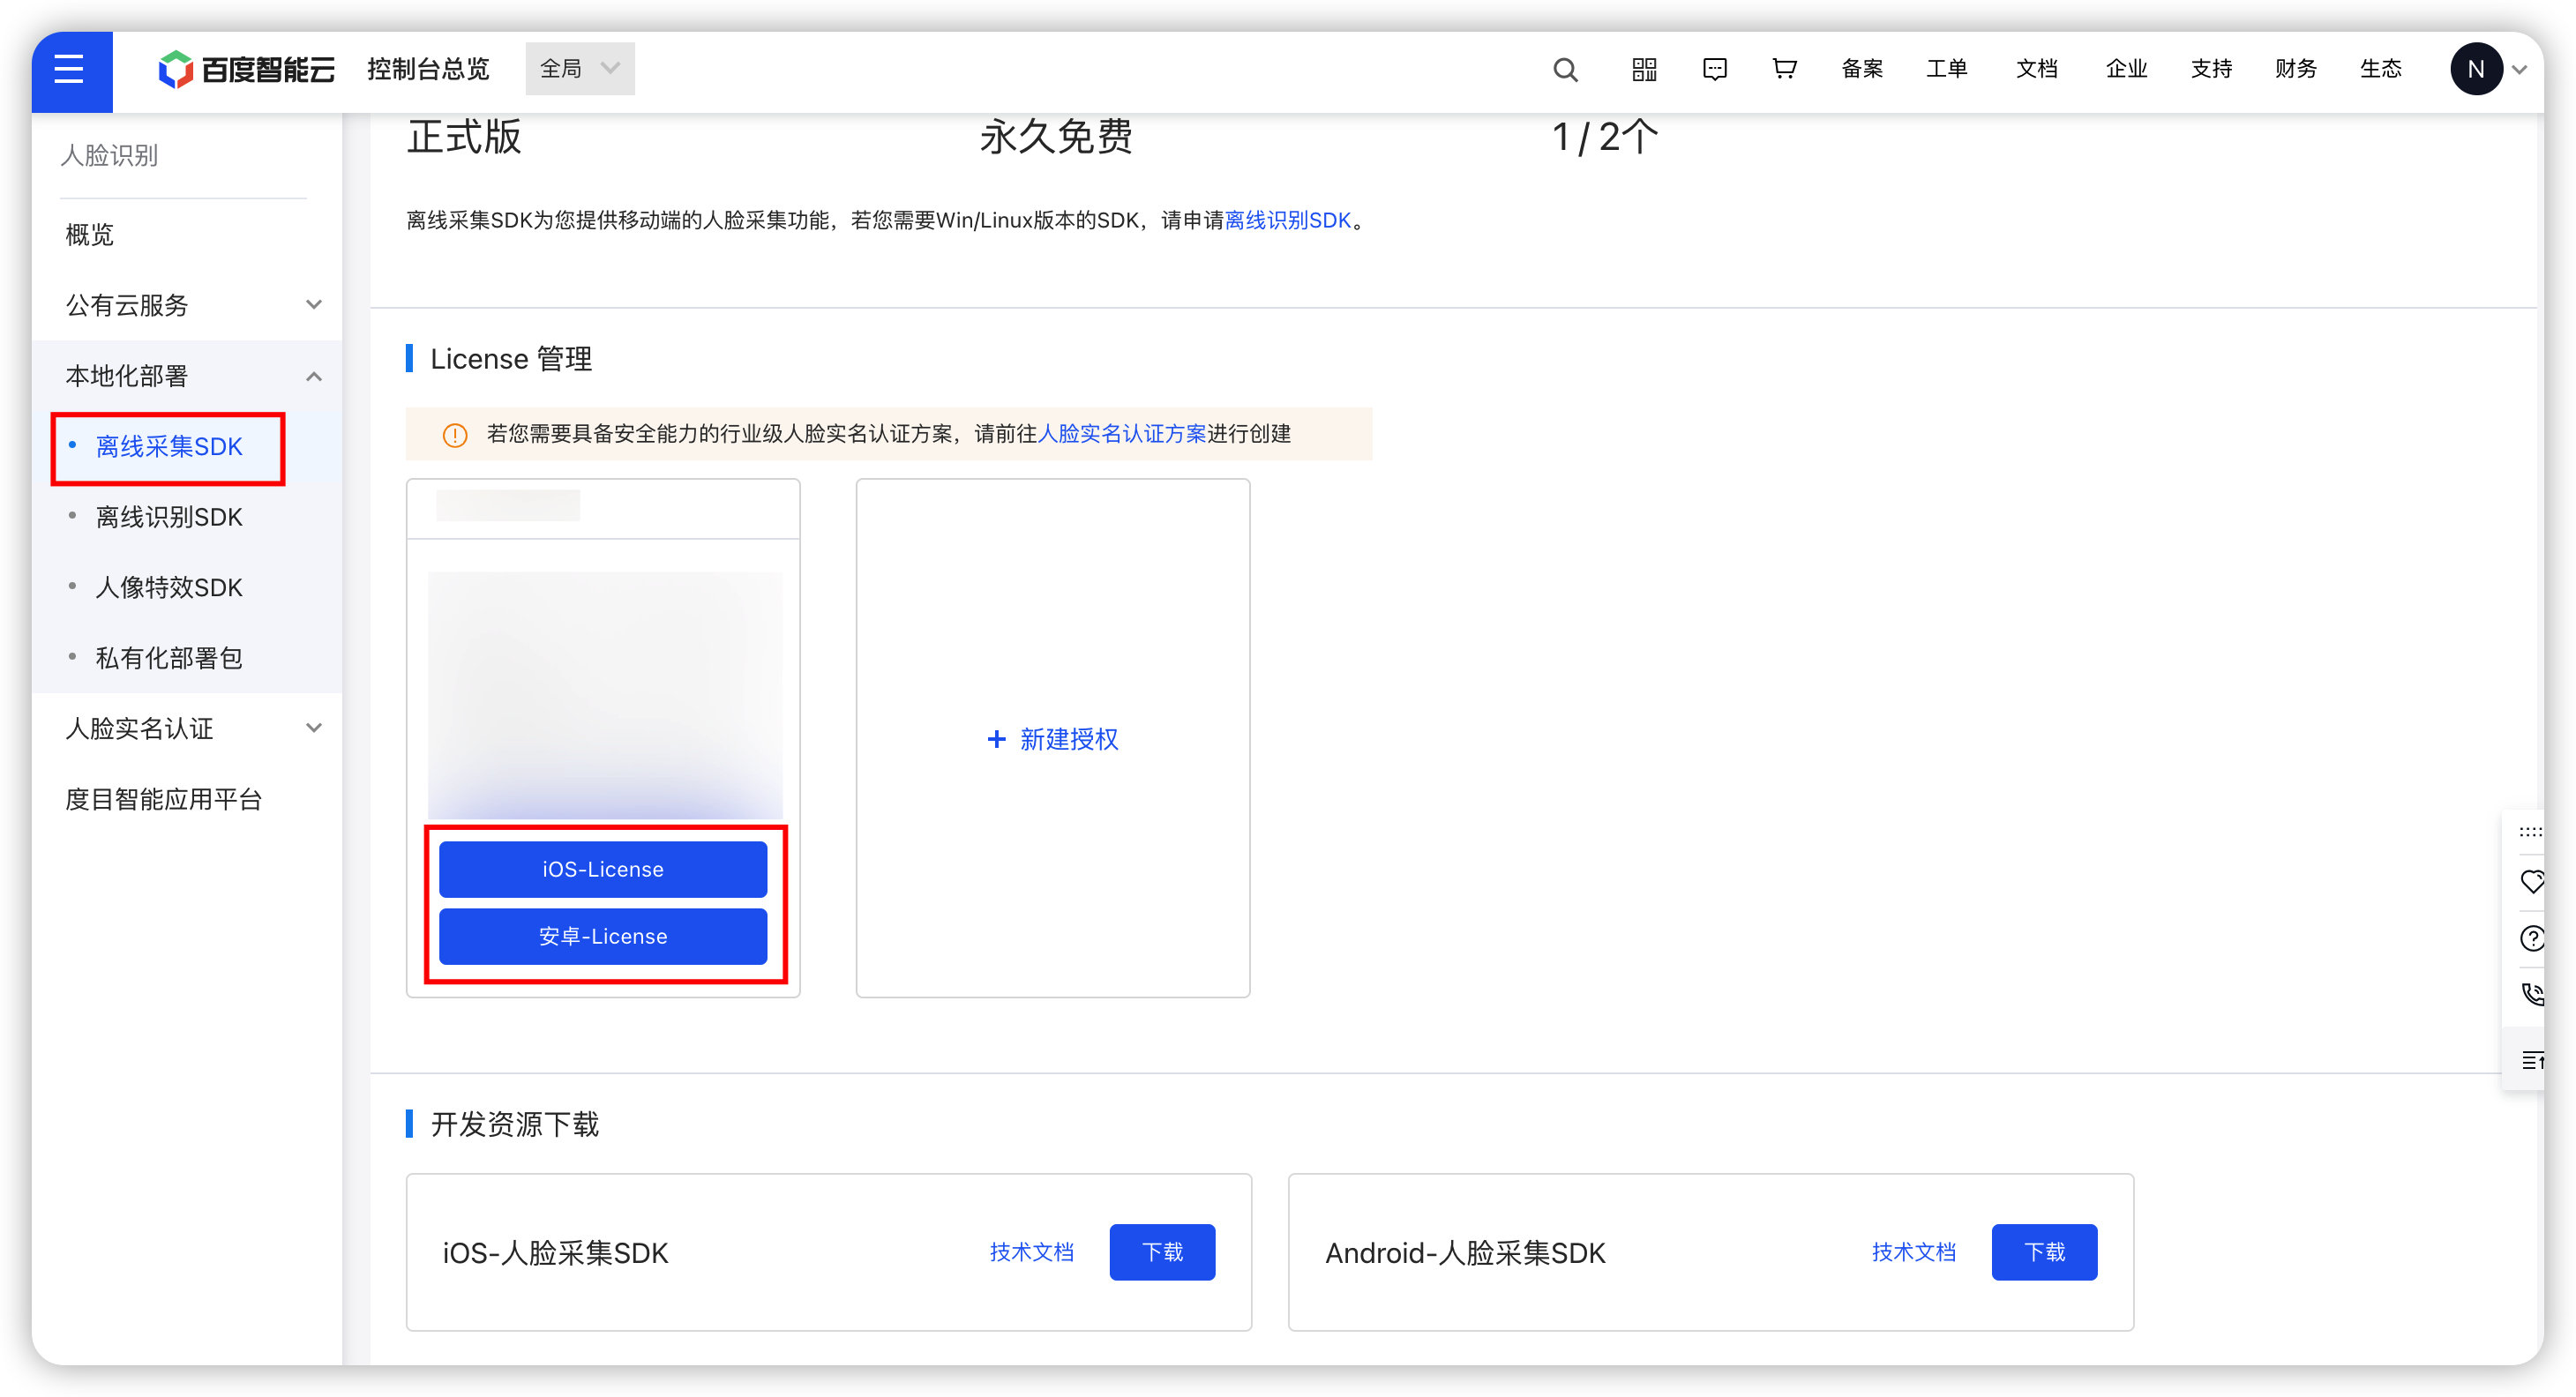 百度智能云 控制台总览 全局 备案 工单 文档 企业 支持 财务 生态 N
人脸识别
概览
公有云服务
本地化部署
离线采集SDK
离线识别SDK
人像特效SDK
私有化部署包
人脸实名认证
度目智能应用平台
正式版 永久免费 1 / 2个
离线采集SDK为您提供移动端的人脸采集功能，若您需要Win/Linux版本的SDK，请申请离线识别SDK。
License 管理
若您需要具备安全能力的行业级人脸实名认证方案，请前往人脸实名认证方案进行创建
iOS-License
安卓-License
+ 新建授权
开发资源下载
iOS-人脸采集SDK 技术文档 下载
Android-人脸采集SDK 技术文档 下载